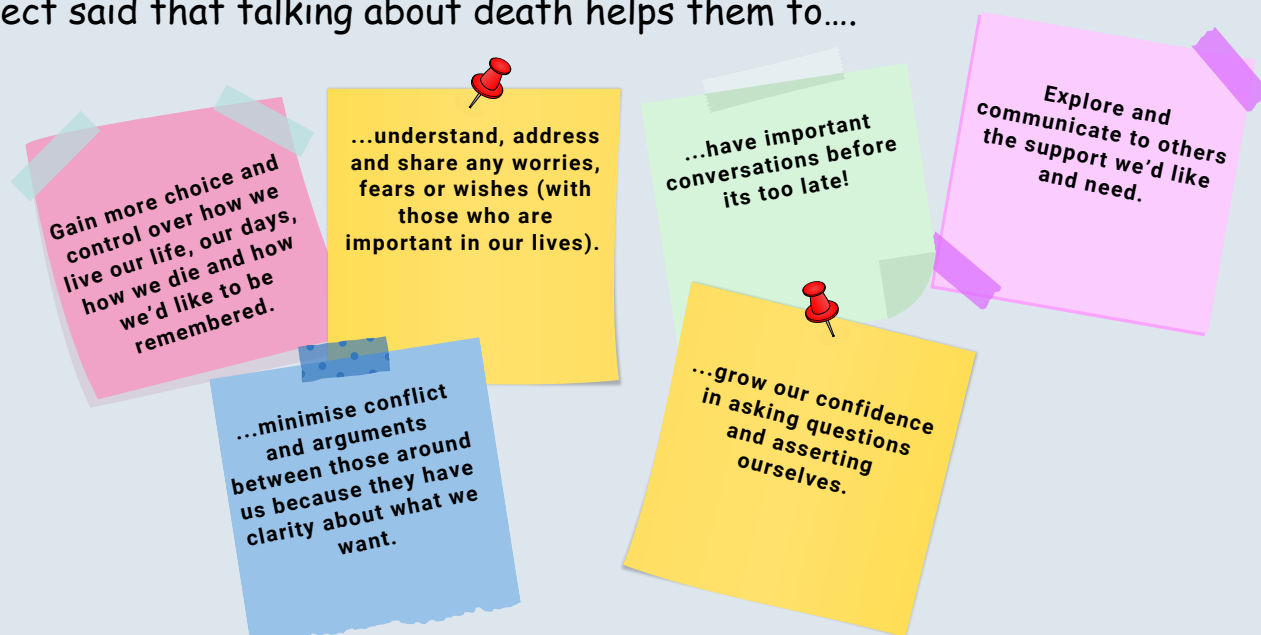 ect said that talking about death helps them to....
Gain more choice and
control over how we
live our life, our days,
how we die and how
we'd like to be
remembered.
...understand, address
and share any worries,
fears or wishes (with
those who are
important in our lives).
...have important
conversations before
its too late!
Explore and
communicate to others
the support we'd like
and need.
...minimise conflict
and arguments
between those around
us because they have
clarity about what we
want.
...grow our confidence
in asking questions
and asserting
ourselves.